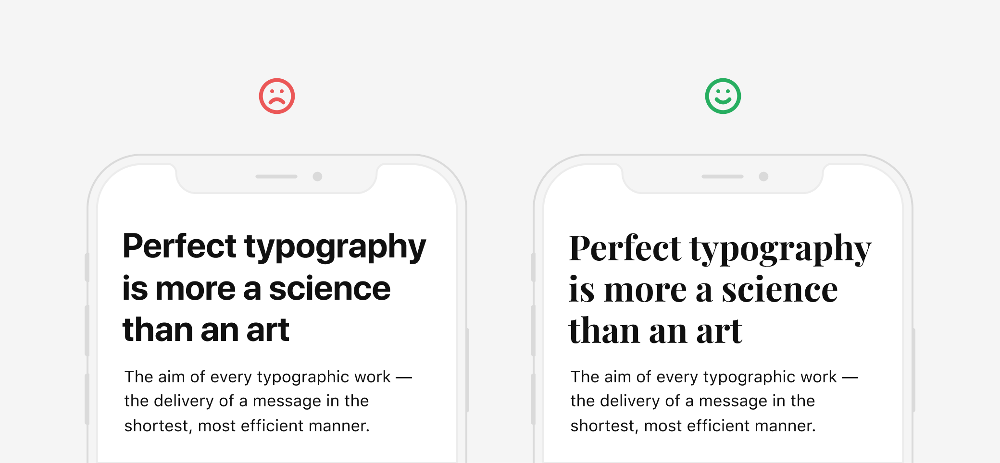 Perfect typography
is more a science
than an art
The aim of every typographic work —
the delivery of a message in the
shortest, most efficient manner.
Perfect typography
is more a science
than an art
The aim of every typographic work —
the delivery of a message in the
shortest, most efficient manner.